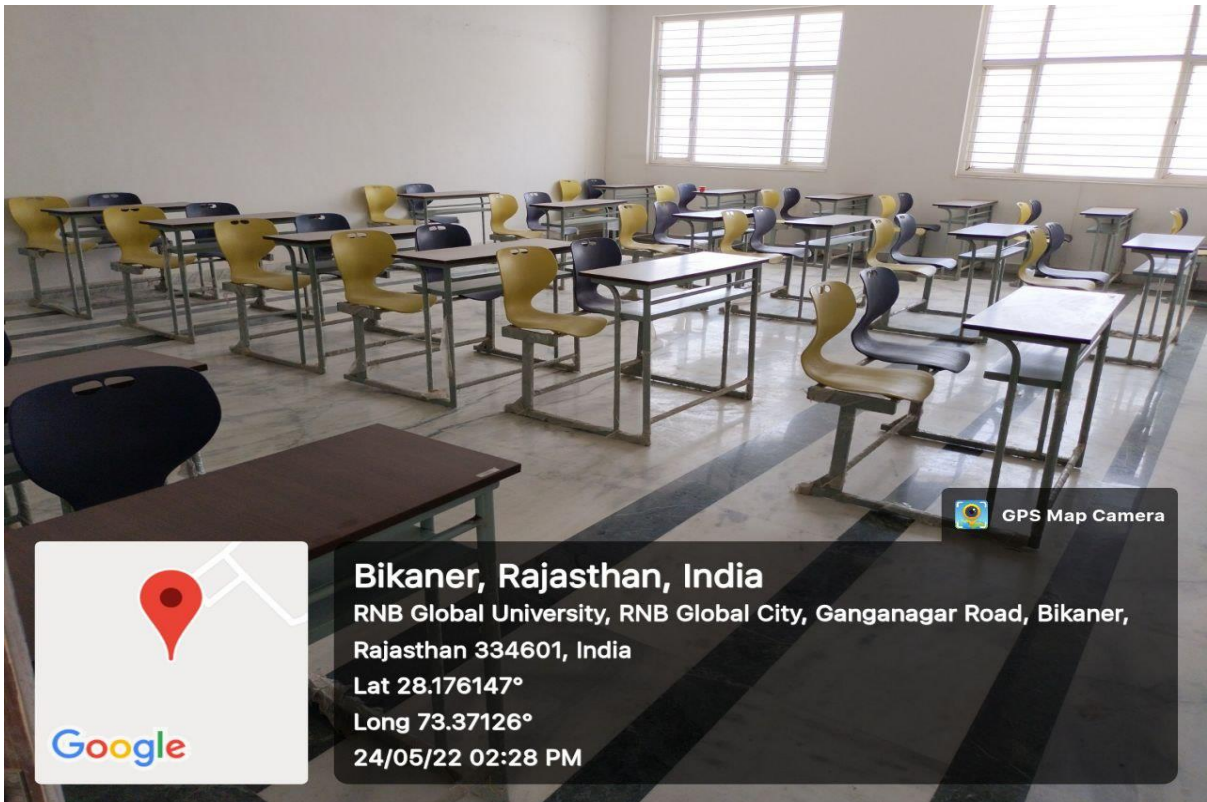 GPS Map Camera
Bikaner, Rajasthan, India
RNB Global University, RNB Global City, Ganganagar Road, Bikaner,
Rajasthan 334601, India
Lat 28.176147°
Long 73.37126°
24/05/22 02:28 PM
Google